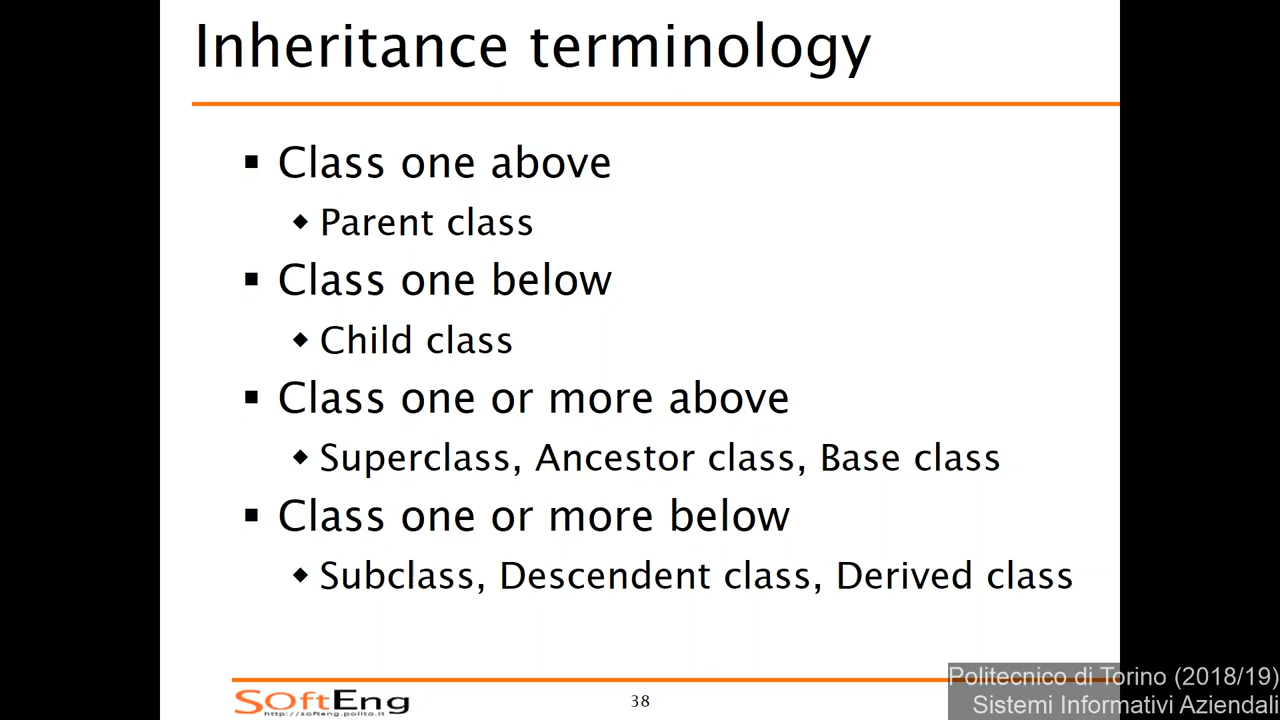 Inheritance terminology
Class one above
Parent class
Class one below
Child class
Class one or more above
Superclass, Ancestor class, Base class
Class one or more below
Subclass, Descendent class, Derived class
SoftEng
http://softeng.polito.it
38
Politecnico di Torino (2018/19)
Sistemi Informativi Aziendali